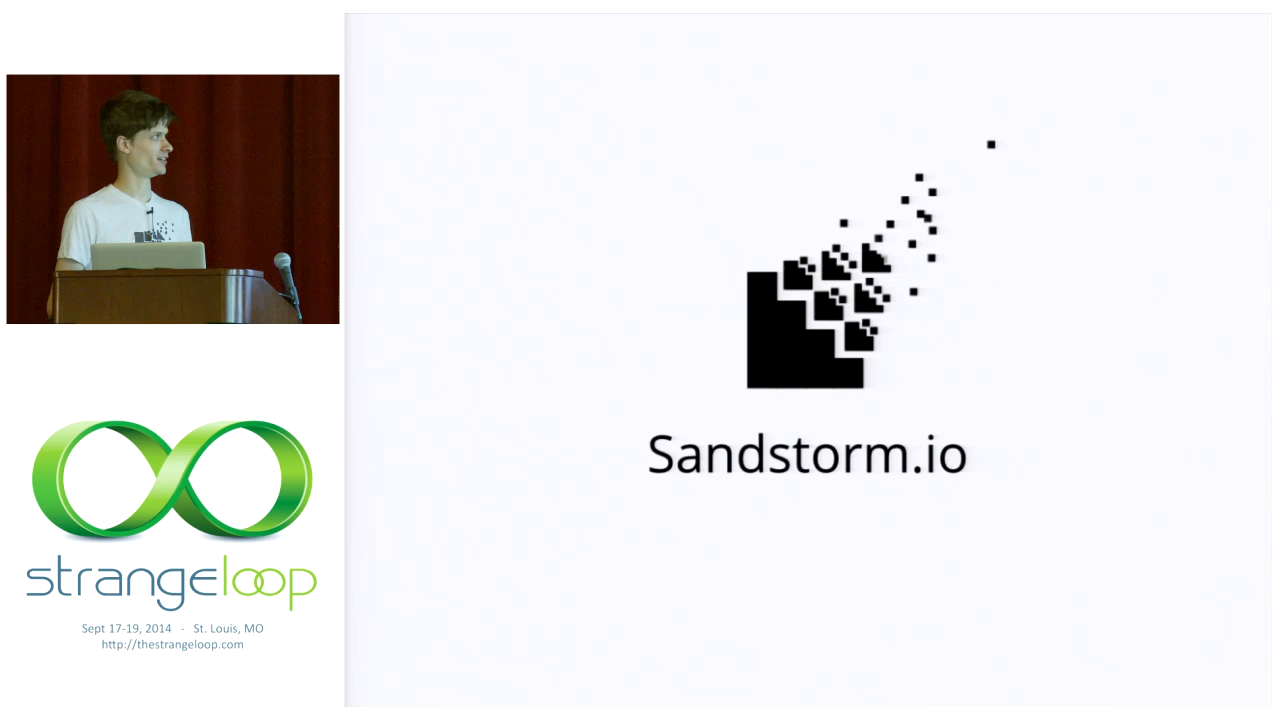 Sandstorm.io
strangeloop
Sept 17-19, 2014 - St. Louis, MO
http://thestrangeloop.com